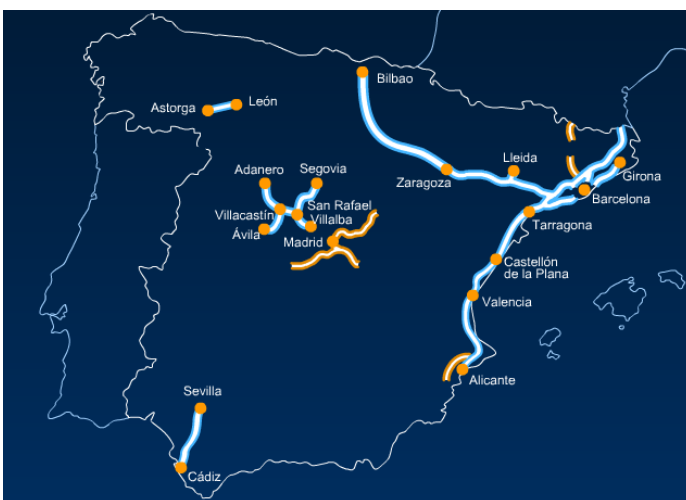 Bilbao
León
Astorga
Lleida
Adanero
Segovia
Zaragoza
Girona
Barcelona
San Rafael
Villacastín
Villalba
Tarragona
Ávila
Madrid
Castellón
de la Plana
Valencia
Alicante
Sevilla
Cádiz